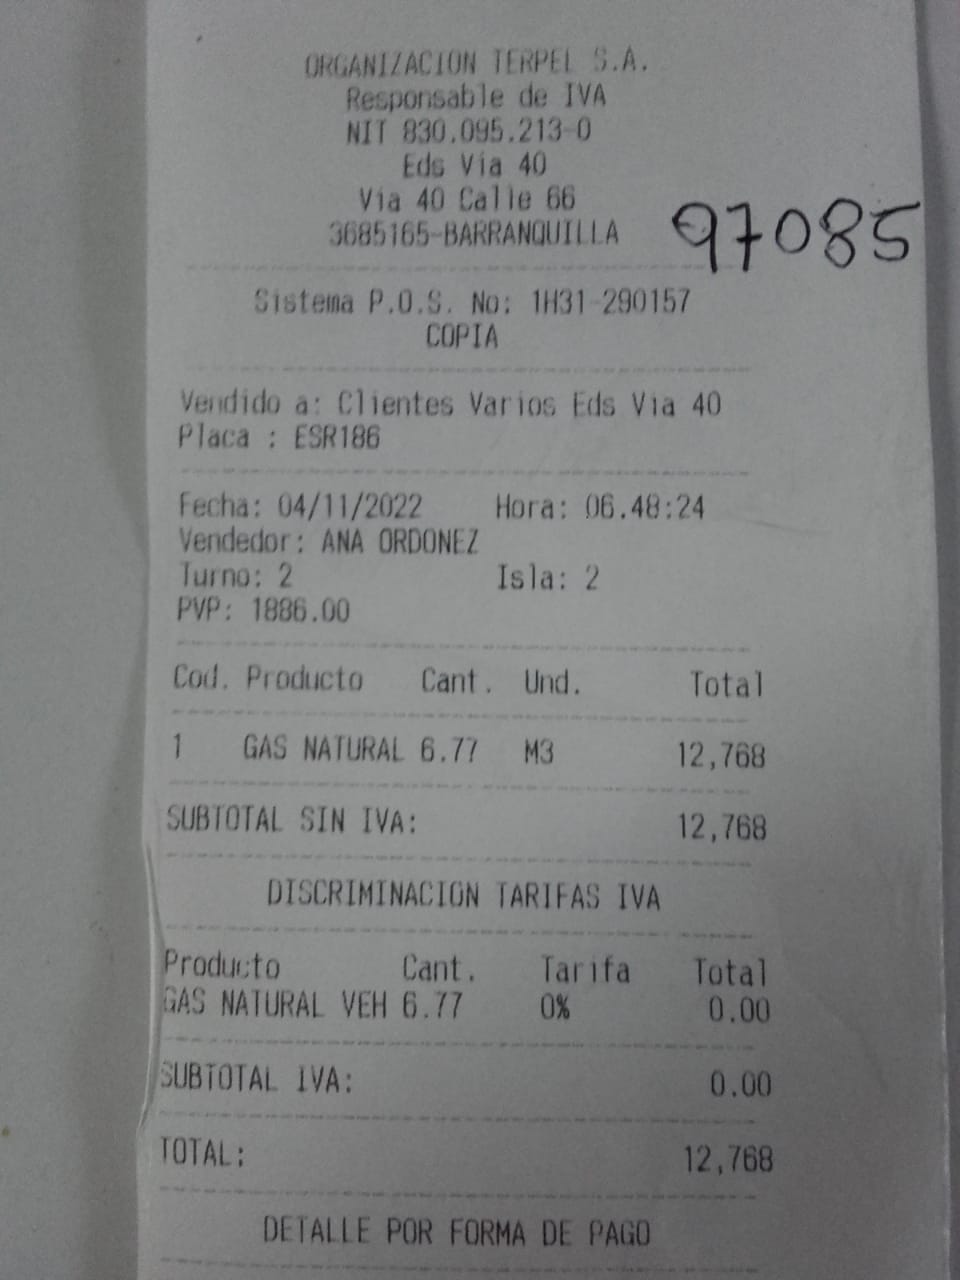 ORGANIZACION TERPEL S.A.
Responsable de IVA
NIT 830.095.213-0
Eds Via 40
Via 40 Calle 66
3685165-BARRANQUILLA
97085
Sistema P.O.S. No: 1H31-290157
COPIA
Vendido a: Clientes Varios Eds Via 40
Placa : ESR186
Fecha: 04/11/2022 Hora: 06.48:24
Vendedor: ANA ORDONEZ
Turno: 2 Isla: 2
PVP: 1886.00
Cod. Producto Cant. Und. Total
1 GAS NATURAL 6.77 M3 12,768
SUBTOTAL SIN IVA: 12,768
DISCRIMINACION TARIFAS IVA
Producto Cant. Tarifa Total
GAS NATURAL VEH 6.77 0% 0.00
SUBTOTAL IVA: 0.00
TOTAL: 12,768
DETALLE POR FORMA DE PAGO